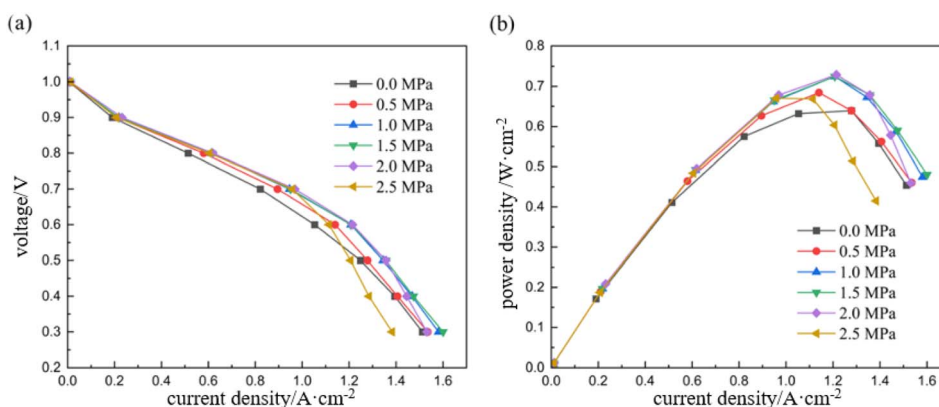 (a)
1.1
1.0
0.9
0.8
0.7
0.6
0.5
0.4
0.3
0.2
voltage/V
0.0 MPa
0.5 MPa
1.0 MPa
1.5 MPa
2.0 MPa
2.5 MPa
0.0 0.2 0.4 0.6 0.8 1.0 1.2 1.4 1.6
current density/A·cm-2
(b)
0.8
0.7
0.6
0.5
0.4
0.3
0.2
0.1
0.0
power density /W·cm-2
0.0 MPa
0.5 MPa
1.0 MPa
1.5 MPa
2.0 MPa
2.5 MPa
0.0 0.2 0.4 0.6 0.8 1.0 1.2 1.4 1.6
current density/A·cm-2